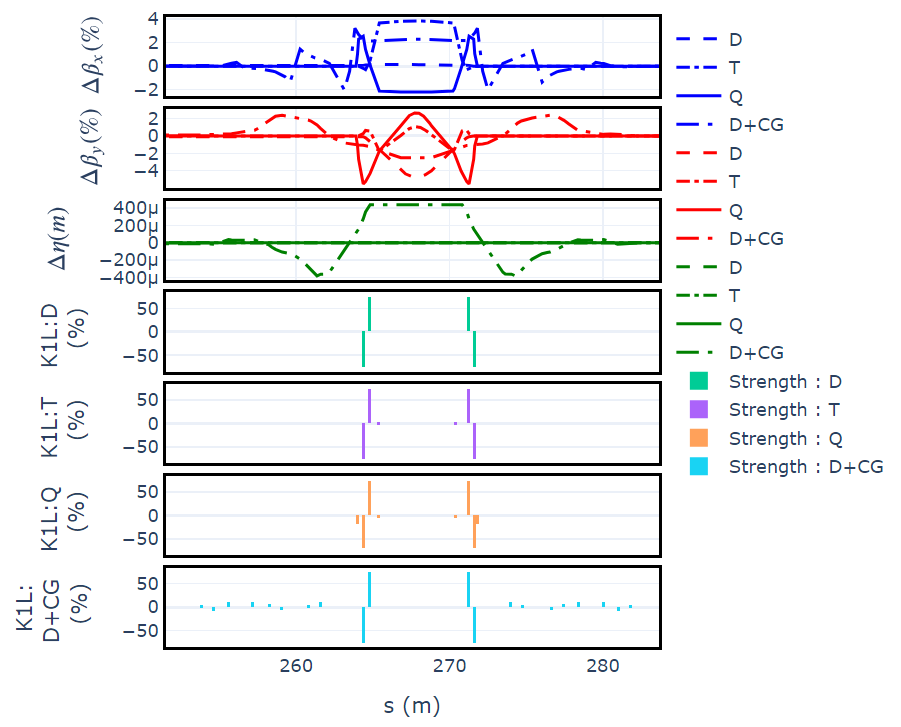 Δβx(%)
4
2
0
−2
Δβy(%)
2
0
−2
−4
Δη(m)
400μ
200μ
0
−200μ
−400μ
K1L:D
(%)
50
0
−50
K1L:T
(%)
50
0
−50
K1L:Q
(%)
50
0
−50
K1L:
D+CG
(%)
50
0
−50
260 270 280
s (m)
D
T
Q
D+CG
D
T
Q
D+CG
D
T
Q
D+CG
Strength : D
Strength : T
Strength : Q
Strength : D+CG